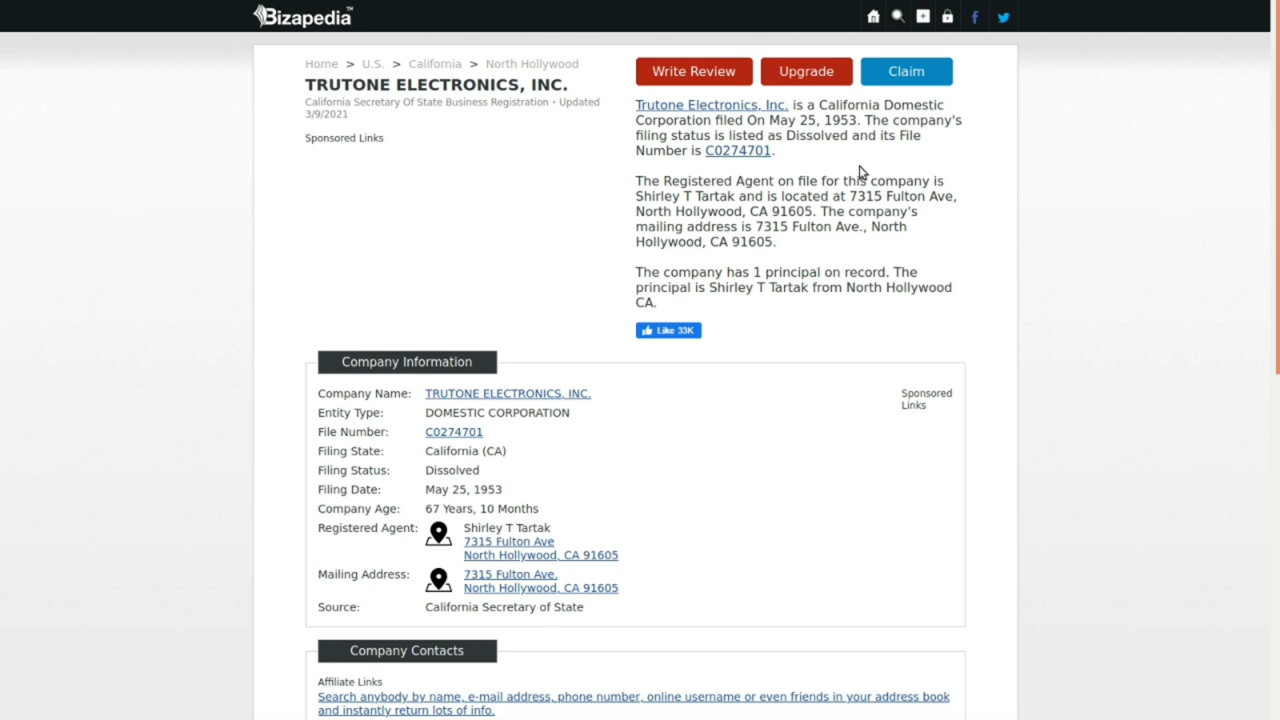 Bizapedia™
Home > U.S. > California > North Hollywood
TRUTONE ELECTRONICS, INC.
California Secretary Of State Business Registration · Updated
3/9/2021
Sponsored Links
Write Review
Upgrade
Claim
Trutone Electronics, Inc. is a California Domestic
Corporation filed On May 25, 1953. The company's
filing status is listed as Dissolved and its File
Number is C0274701.
The Registered Agent on file for this company is
Shirley T Tartak and is located at 7315 Fulton Ave,
North Hollywood, CA 91605. The company's
mailing address is 7315 Fulton Ave., North
Hollywood, CA 91605.
The company has 1 principal on record. The
principal is Shirley T Tartak from North Hollywood
CA.
Like 33K
Company Information
Company Name: TRUTONE ELECTRONICS, INC.
Entity Type: DOMESTIC CORPORATION
File Number: C0274701
Filing State: California (CA)
Filing Status: Dissolved
Filing Date: May 25, 1953
Company Age: 67 Years, 10 Months
Registered Agent: Shirley T Tartak
7315 Fulton Ave
North Hollywood, CA 91605
Mailing Address: 7315 Fulton Ave.
North Hollywood, CA 91605
Source: California Secretary of State
Sponsored
Links
Company Contacts
Affiliate Links
Search anybody by name, e-mail address, phone number, online username or even friends in your address book
and instantly return lots of info.